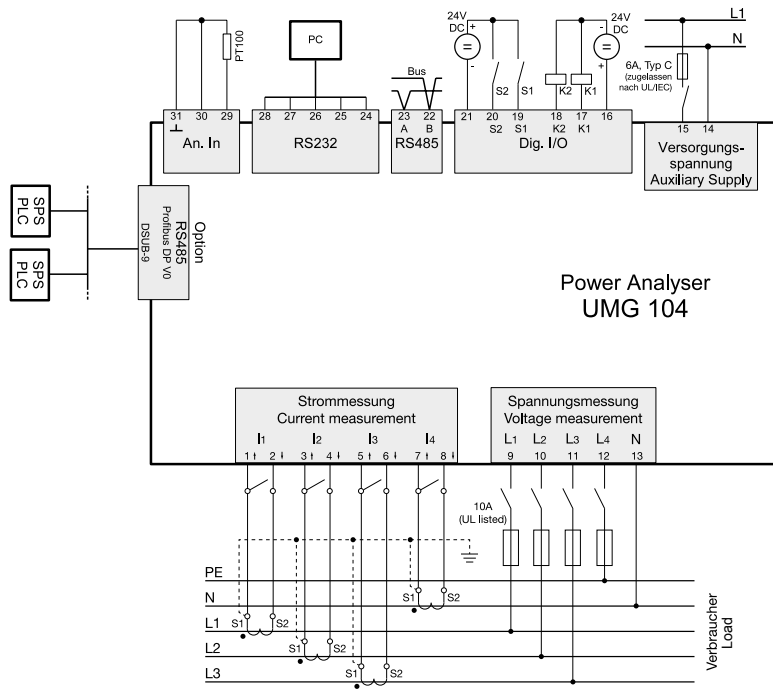 24V
DC
+
-
24V
DC
-
+
L1
N
PC
PT100
Bus
S2
S1
K2
K1
6A, Typ C
(zugelassen
nach UL/IEC)
31 30 29
An. In
28 27 26 25 24
RS232
23 22
A B
RS485
21 20 19 18 17 16
S2 S1 K2 K1
Dig. I/O
15 14
Versorgungs-
spannung
Auxiliary Supply
SPS
PLC
SPS
PLC
Option
RS485
Profibus DP V0
DSUB-9
Power Analyser
UMG 104
Strommessung
Current measurement
I1 I2 I3 I4
1 2 3 4 5 6 7 8
Spannungsmessung
Voltage measurement
L1 L2 L3 L4 N
9 10 11 12 13
10A
(UL listed)
PE
N
L1
L2
L3
S1 S2
S1 S2
S1 S2
S1 S2
Verbraucher
Load